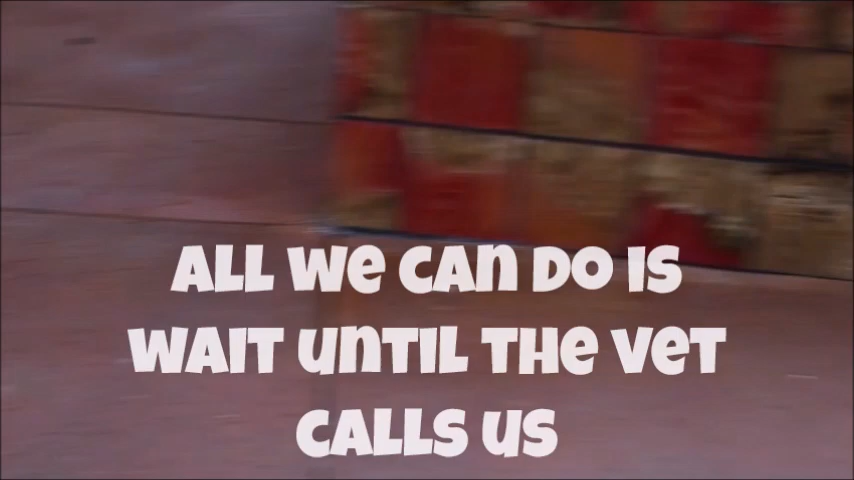 ALL WE CAN DO IS
WAIT UNTIL THE VET
CALLS US